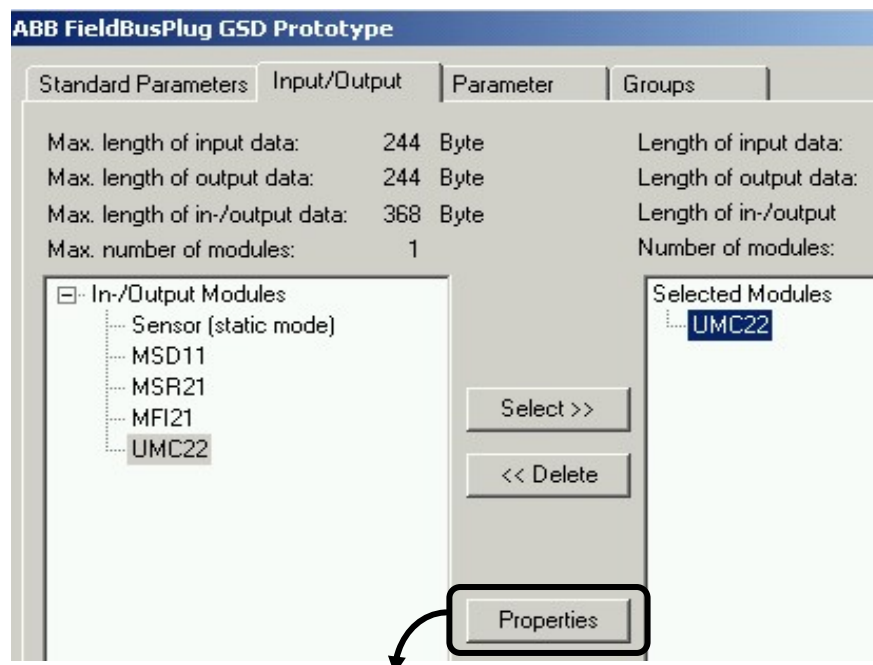 ABB FieldBusPlug GSD Prototype
Standard Parameters Input/Output Parameter Groups
Max. length of input data: 244 Byte Length of input data:
Max. length of output data: 244 Byte Length of output data:
Max. length of in-/output data: 368 Byte Length of in-/output
Max. number of modules: 1 Number of modules:
In-/Output Modules Selected Modules
Sensor (static mode) UMC22
MSD11
MSR21
MFI21
UMC22
Select >>
<< Delete
Properties